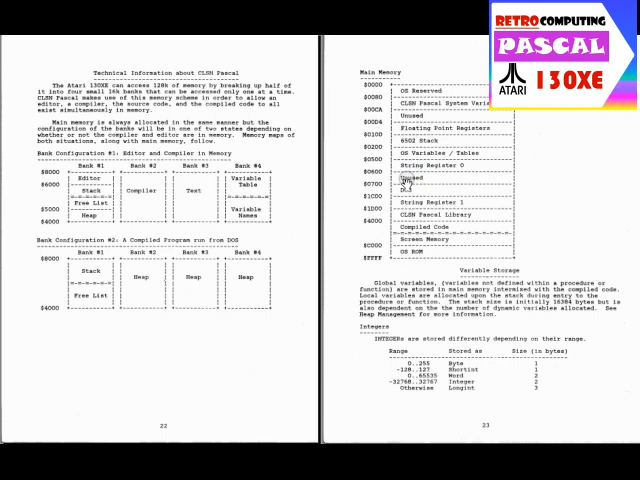 RETROCOMPUTING
PASCAL
ATARI 130XE
Technical Information about CLSN Pascal
The Atari 130XE can access 128k of memory by breaking up half of
it into four small 16k banks that can be accessed only one at a time.
CLSN Pascal makes use of this memory scheme in order to allow an
editor, a compiler, the source code, and the compiled code to all
exist simultaneously in memory.
Main memory is always allocated in the same manner but the
configuration of the banks will be in one of two states depending on
whether or not the compiler and editor are in memory. Memory maps
of both situations, along with main memory, follow.
Bank Configuration #1: Editor and Compiler in Memory
Bank #1 Bank #2 Bank #3 Bank #4
$8000
Editor Variable
$6000 Table
Stack Compiler Text
Free List
$5000 Variable
Heap Names
$4000
Bank Configuration #2: A Compiled Program run from DOS
Bank #1 Bank #2 Bank #3 Bank #4
$8000
Stack Heap Heap Heap
Free List
$4000
22
Main Memory
$0000
OS Reserved
$0080
CLSN Pascal System
$00CA
Unused
$00D4
Floating Point Registers
$0100
6502 Stack
$0200
OS Variables / Tables
$0500
String Register 0
$0600
Unused
$0700
$1C00
String Register 1
$1D00
CLSN Pascal Library
$4000
Compiled Code
Screen Memory
$C000
OS ROM
$FFFF
Variable Storage
Global variables, (variables not defined within a procedure or
function) are stored in main memory intermixed with the compiled code.
Local variables are allocated upon the stack during entry to the
procedure or function. The stack size is initially 16384 bytes but is
also dependent on the the number of dynamic variables allocated. See
Heap Management for more information.
Integers
INTEGERs are stored differently depending on their range.
Range Stored as Size (in bytes)
0..255 Byte 1
-128..127 Shortint 1
0..65535 Word 2
-32768..32767 Integer 2
Otherwise Longint 3
23